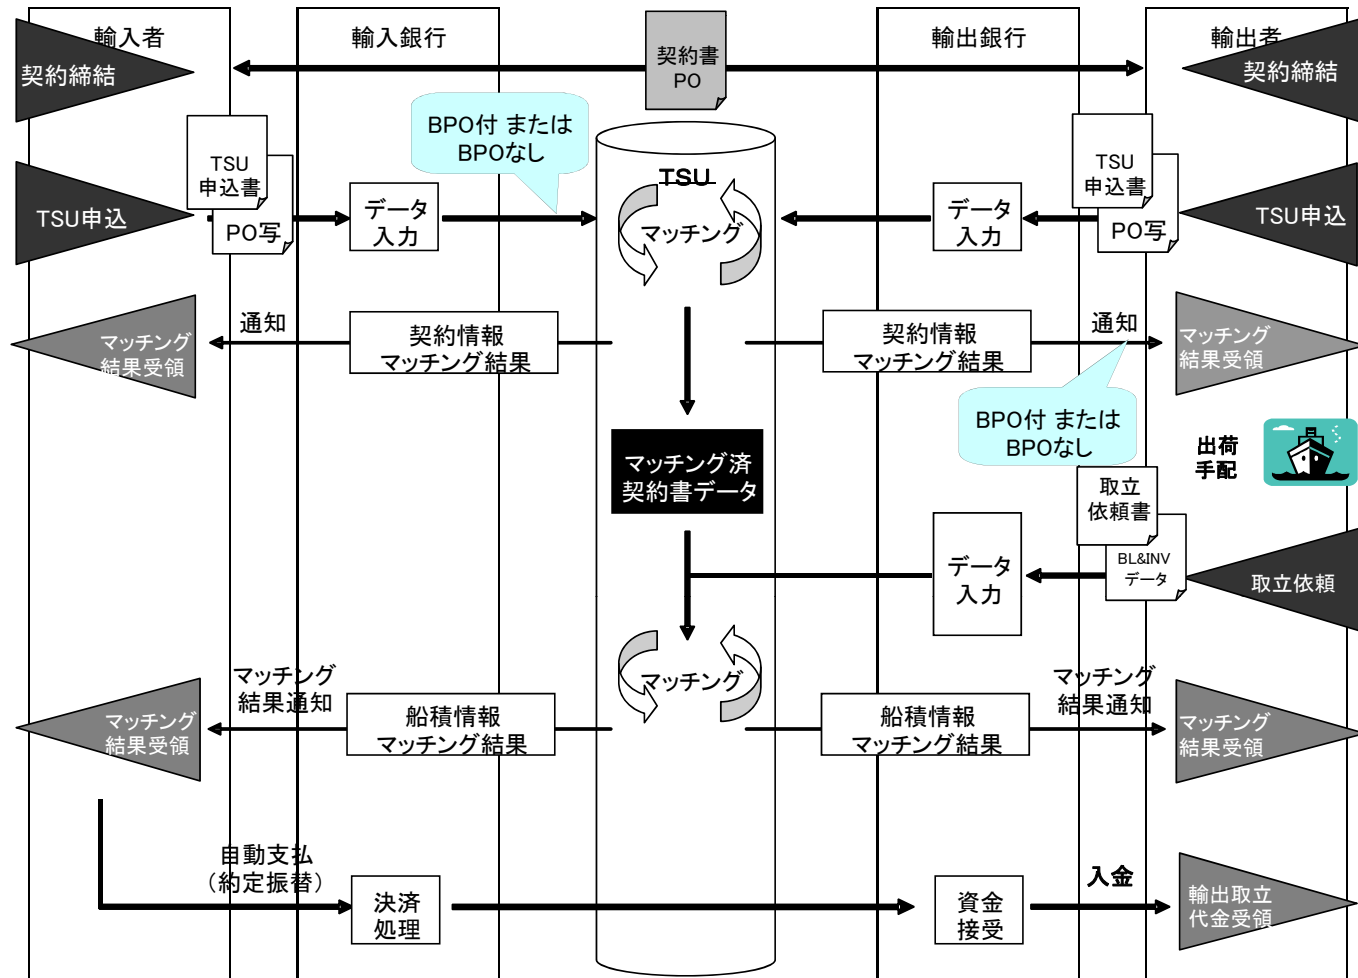 輸入者
輸入銀行
輸出銀行
輸出者
契約締結
契約書
PO
契約締結
BPO付 または
BPOなし
TSU
申込書
PO写
TSU申込
データ
入力
TSU
マッチング
データ
入力
TSU
申込書
PO写
TSU申込
マッチング
結果受領
通知
契約情報
マッチング結果
契約情報
マッチング結果
通知
マッチング
結果受領
BPO付 または
BPOなし
出荷
手配
マッチング済
契約書データ
取立
依頼書
BL&INV
データ
データ
入力
取立依頼
マッチング
マッチング
結果受領
マッチング
結果通知
船積情報
マッチング結果
船積情報
マッチング結果
マッチング
結果通知
マッチング
結果受領
自動支払
（約定振替）
決済
処理
資金
接受
入金
輸出取立
代金受領